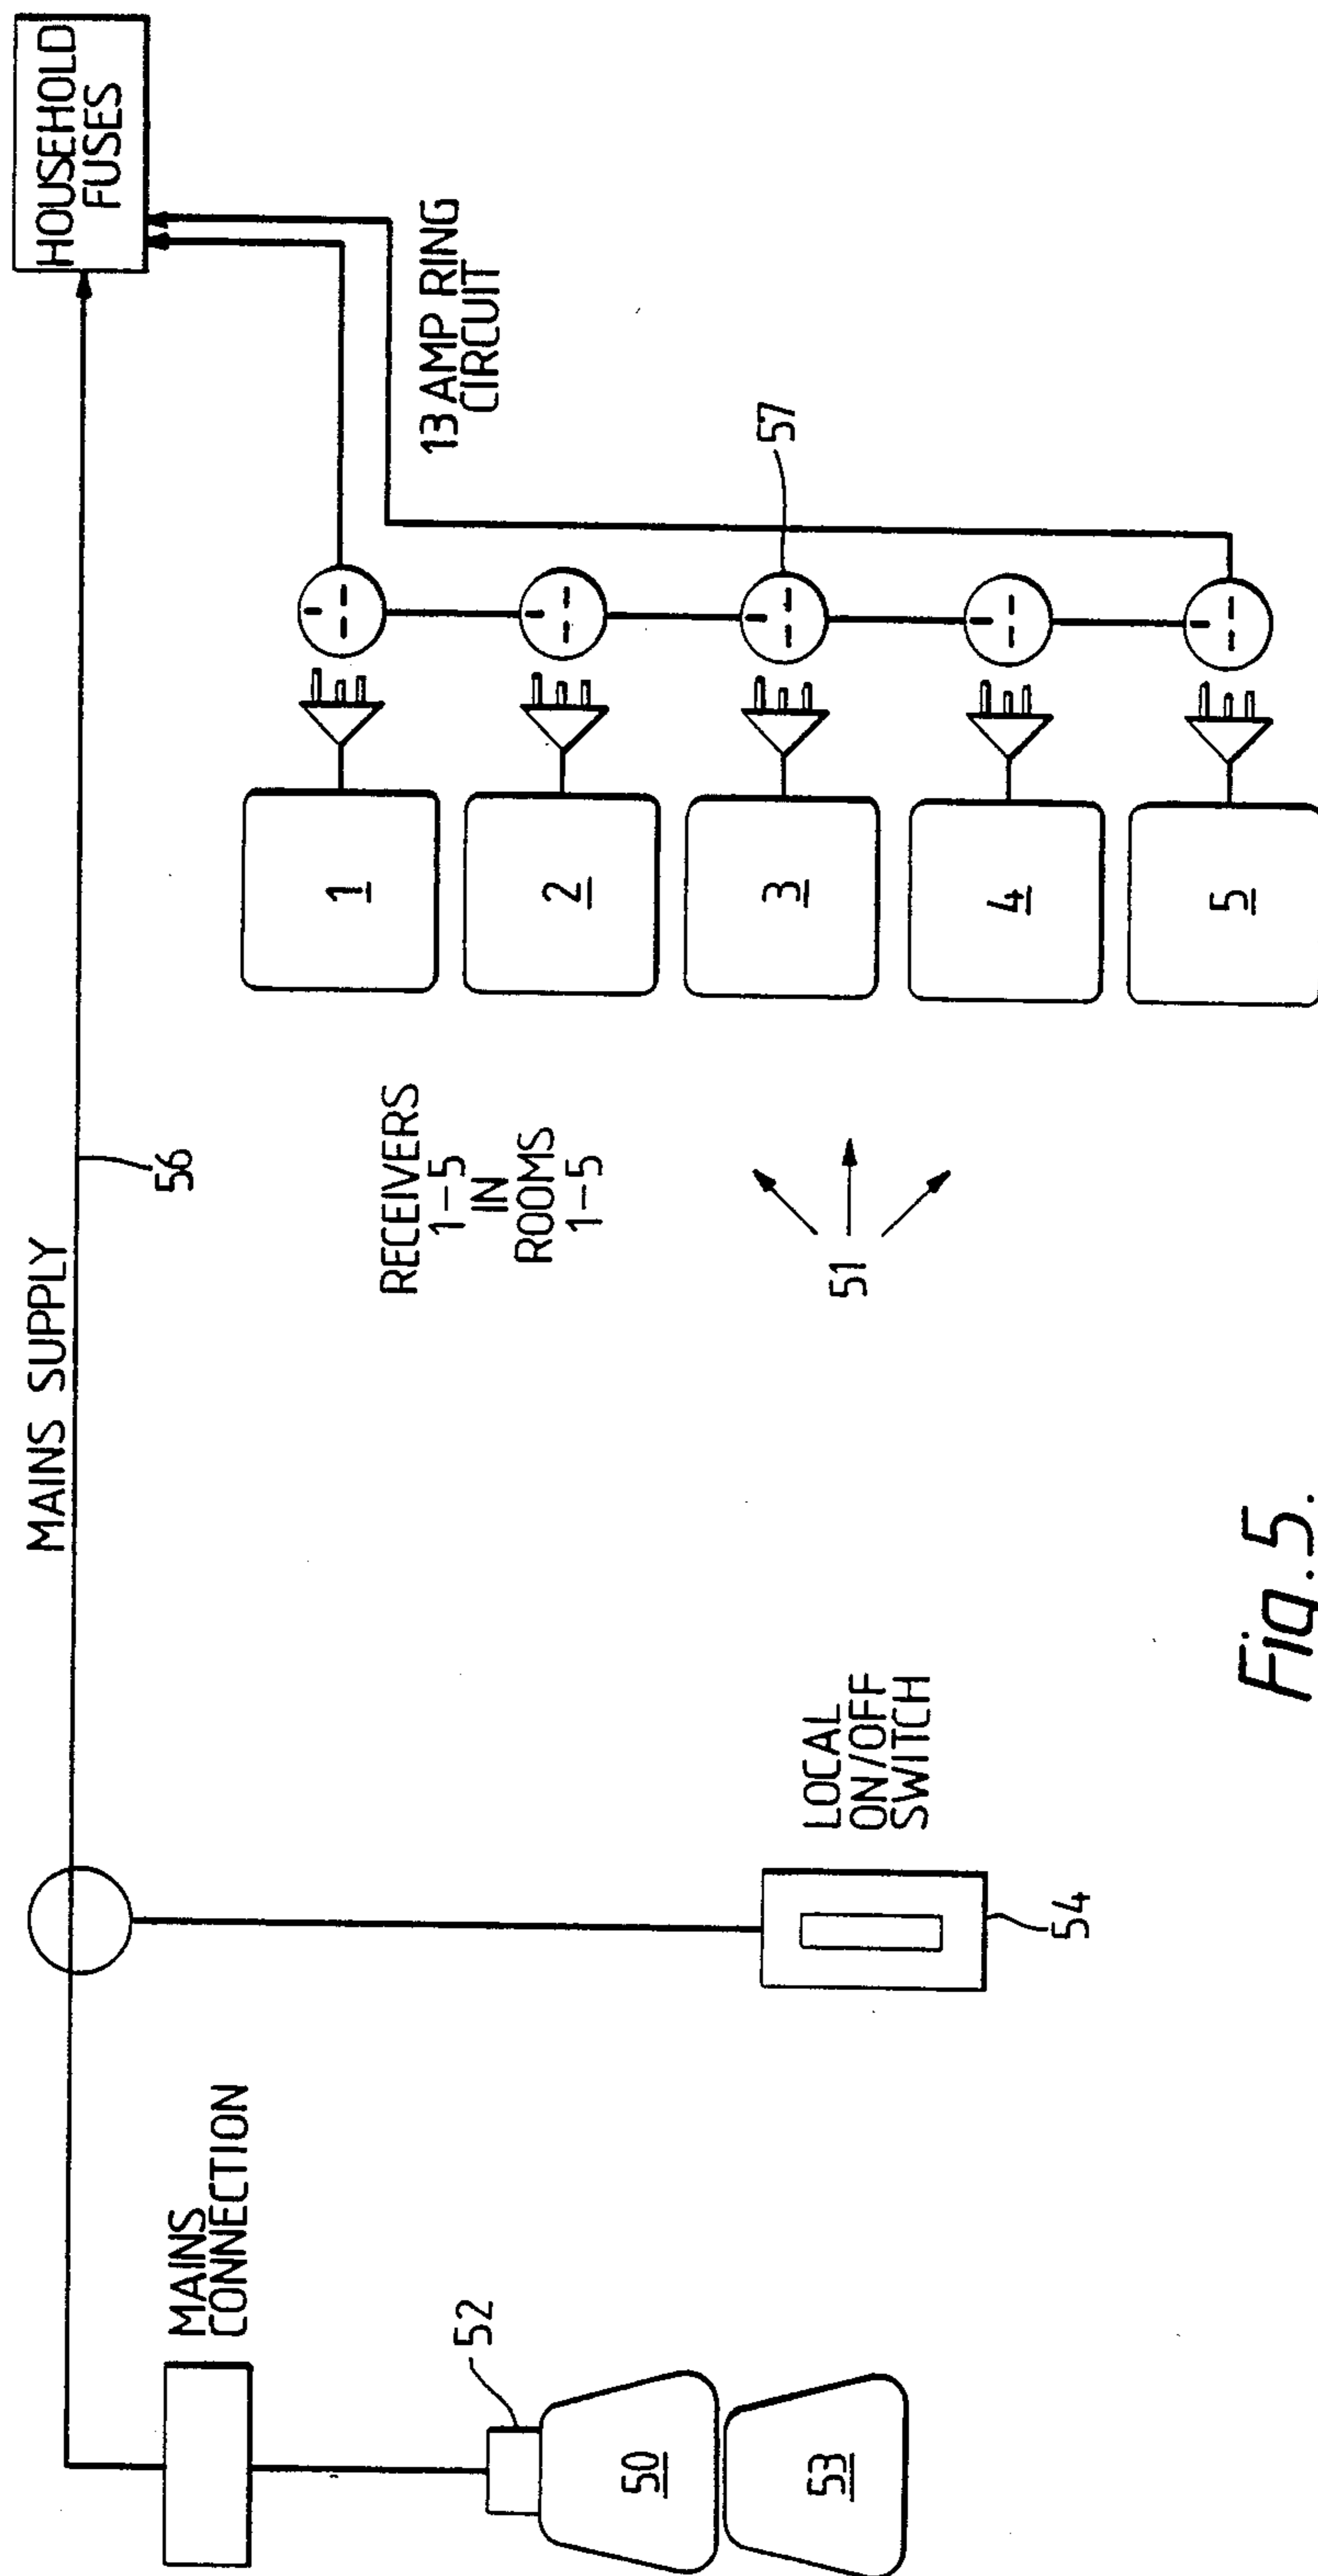 MAINS SUPPLY
HOUSEHOLD
FUSES
56
MAINS
CONNECTION
13 AMP RING
CIRCUIT
RECEIVERS
1–5
IN
ROOMS
1–5
1
2
3
4
5
57
51
52
50
53
LOCAL
ON/OFF
SWITCH
54
Fig.5.